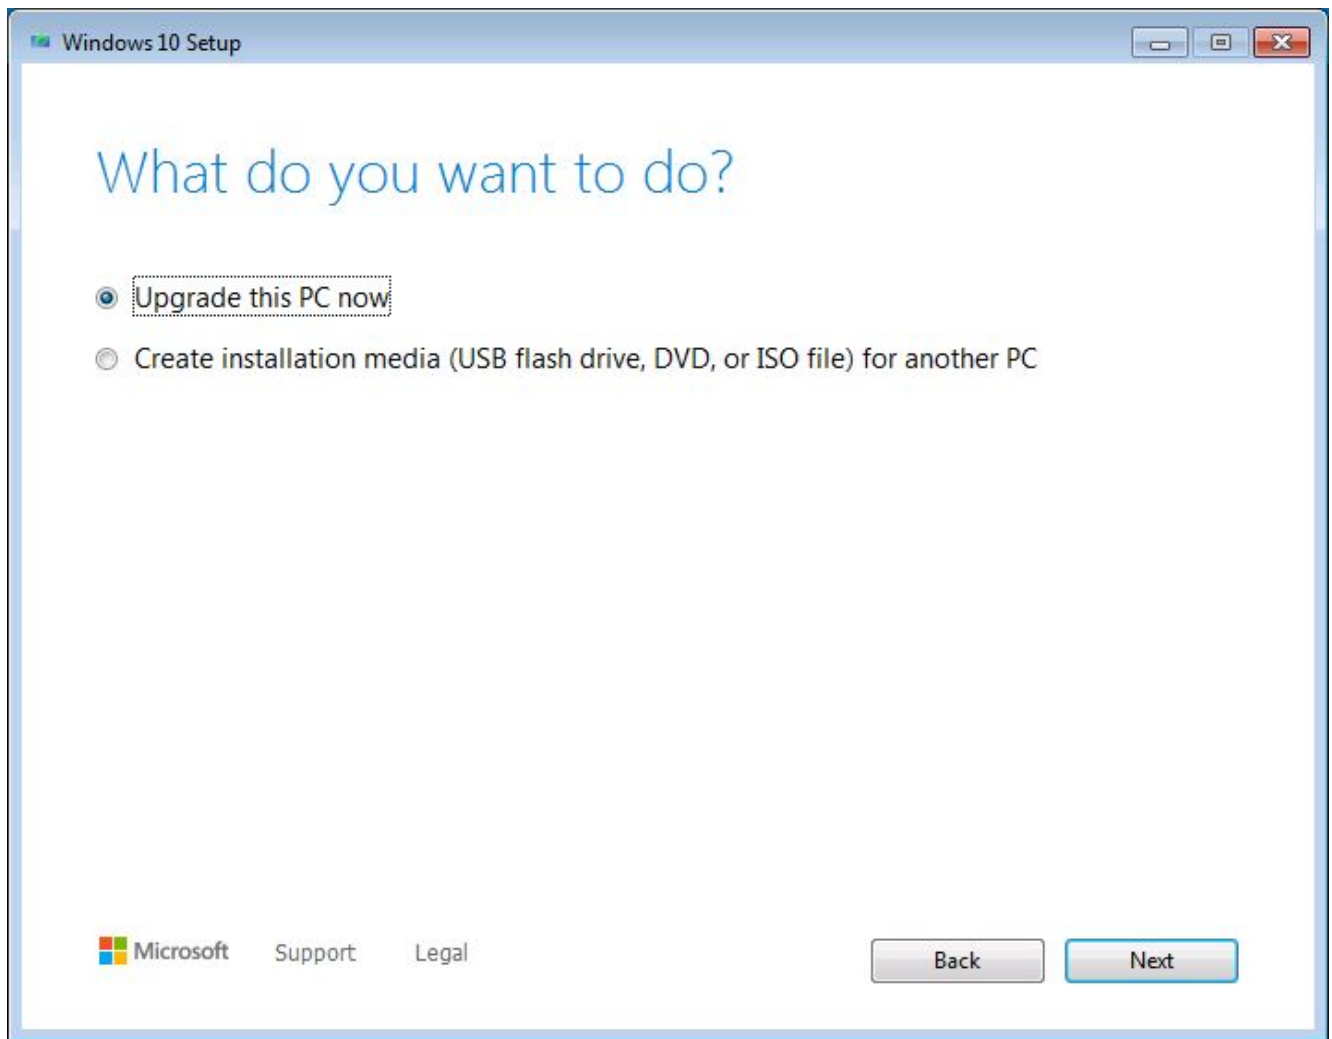 Windows 10 Setup
What do you want to do?
Upgrade this PC now
Create installation media (USB flash drive, DVD, or ISO file) for another PC
Microsoft Support Legal Back Next